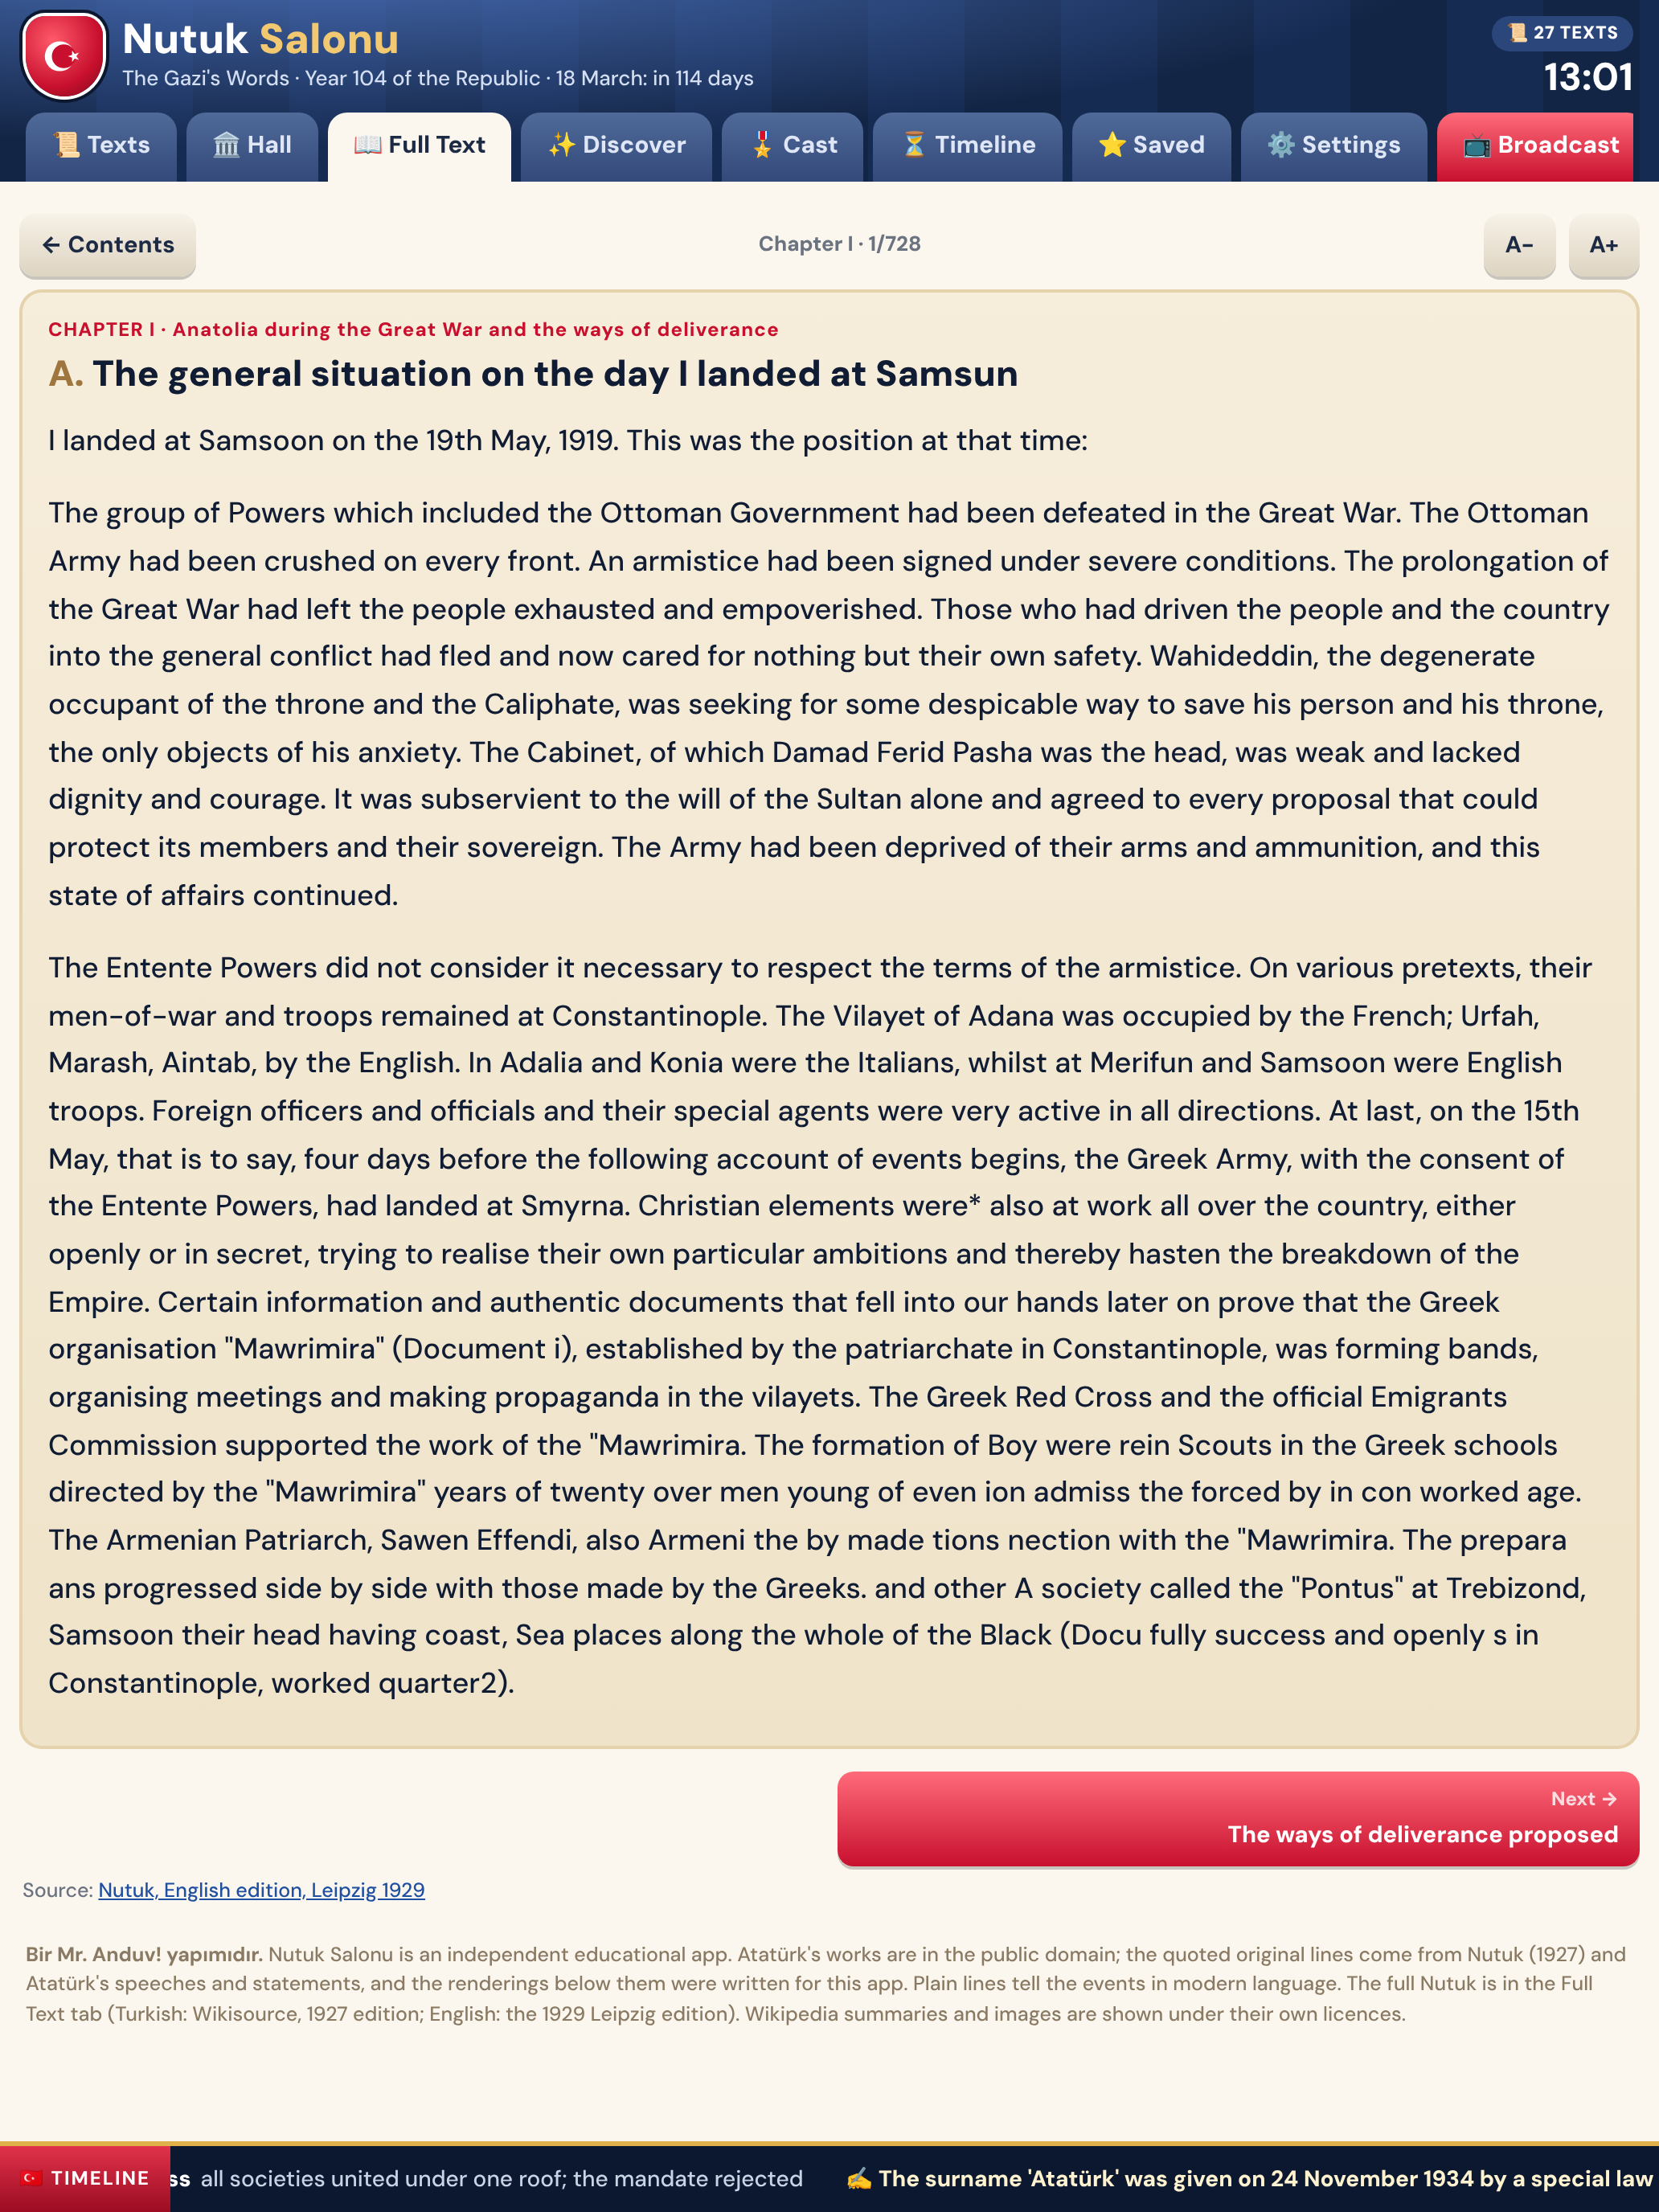 Nutuk Salonu
The Gazi's Words · Year 104 of the Republic · 18 March: in 114 days
📜 27 TEXTS
13:01
📜 Texts
🏛️ Hall
📖 Full Text
✨ Discover
🎖️ Cast
⏳ Timeline
⭐ Saved
⚙️ Settings
📺 Broadcast
← Contents
Chapter I · 1/728
A−
A+
CHAPTER I · Anatolia during the Great War and the ways of deliverance
A. The general situation on the day I landed at Samsun
I landed at Samsoon on the 19th May, 1919. This was the position at that time:
The group of Powers which included the Ottoman Government had been defeated in the Great War. The Ottoman
Army had been crushed on every front. An armistice had been signed under severe conditions. The prolongation of
the Great War had left the people exhausted and empoverished. Those who had driven the people and the country
into the general conflict had fled and now cared for nothing but their own safety. Wahideddin, the degenerate
occupant of the throne and the Caliphate, was seeking for some despicable way to save his person and his throne,
the only objects of his anxiety. The Cabinet, of which Damad Ferid Pasha was the head, was weak and lacked
dignity and courage. It was subservient to the will of the Sultan alone and agreed to every proposal that could
protect its members and their sovereign. The Army had been deprived of their arms and ammunition, and this
state of affairs continued.
The Entente Powers did not consider it necessary to respect the terms of the armistice. On various pretexts, their
men-of-war and troops remained at Constantinople. The Vilayet of Adana was occupied by the French; Urfah,
Marash, Aintab, by the English. In Adalia and Konia were the Italians, whilst at Merifun and Samsoon were English
troops. Foreign officers and officials and their special agents were very active in all directions. At last, on the 15th
May, that is to say, four days before the following account of events begins, the Greek Army, with the consent of
the Entente Powers, had landed at Smyrna. Christian elements were* also at work all over the country, either
openly or in secret, trying to realise their own particular ambitions and thereby hasten the breakdown of the
Empire. Certain information and authentic documents that fell into our hands later on prove that the Greek
organisation "Mawrimira" (Document i), established by the patriarchate in Constantinople, was forming bands,
organising meetings and making propaganda in the vilayets. The Greek Red Cross and the official Emigrants
Commission supported the work of the "Mawrimira. The formation of Boy were rein Scouts in the Greek schools
directed by the "Mawrimira" years of twenty over men young of even ion admiss the forced by in con worked age.
The Armenian Patriarch, Sawen Effendi, also Armeni the by made tions nection with the "Mawrimira. The prepara
ans progressed side by side with those made by the Greeks. and other A society called the "Pontus" at Trebizond,
Samsoon their head having coast, Sea places along the whole of the Black (Docu fully success and openly s in
Constantinople, worked quarter2).
Next →
The ways of deliverance proposed
Source: Nutuk, English edition, Leipzig 1929
Bir Mr. Anduv! yapımıdır. Nutuk Salonu is an independent educational app. Atatürk's works are in the public domain; the quoted original lines come from Nutuk (1927) and
Atatürk's speeches and statements, and the renderings below them were written for this app. Plain lines tell the events in modern language. The full Nutuk is in the Full
Text tab (Turkish: Wikisource, 1927 edition; English: the 1929 Leipzig edition). Wikipedia summaries and images are shown under their own licences.
🇹🇷 TIMELINE
ss all societies united under one roof; the mandate rejected
✍️ The surname 'Atatürk' was given on 24 November 1934 by a special law